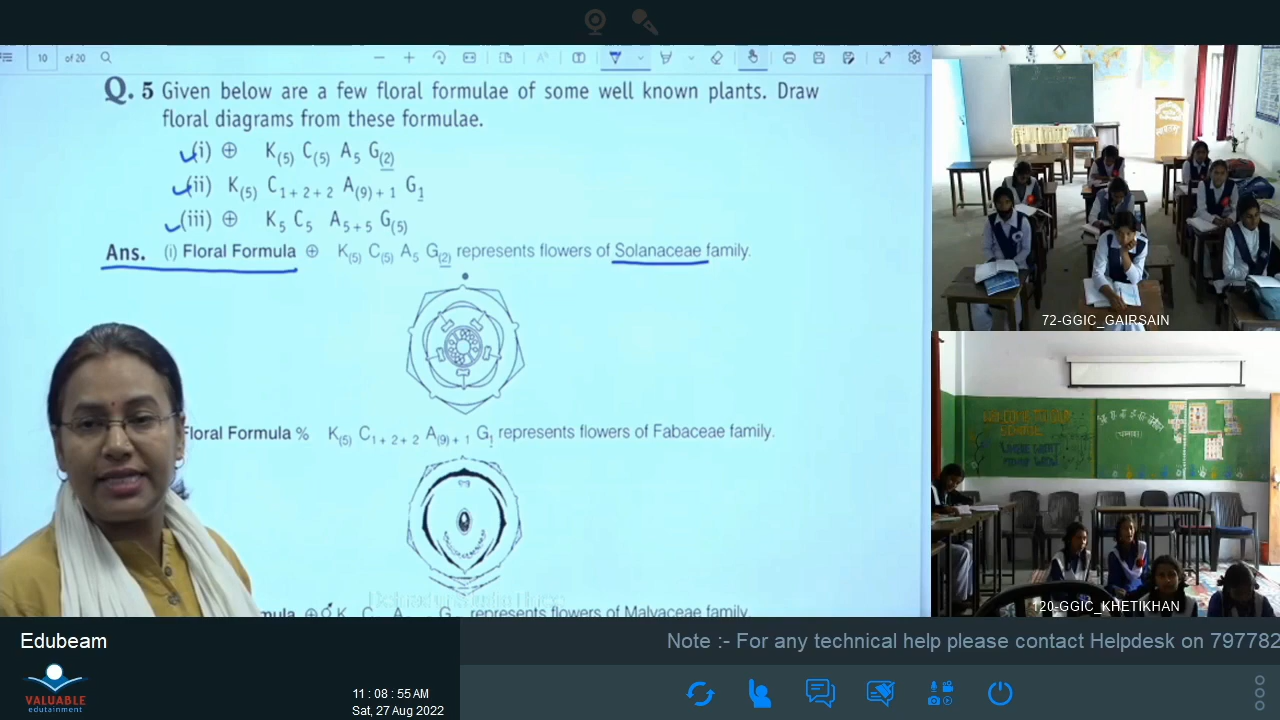 10 of 20
Q. 5 Given below are a few floral formulae of some well known plants. Draw
floral diagrams from these formulae.
(i) ⊕ K(5) C(5) A5 G(2)
(ii) K(5) C1 + 2 + 2 A(9) + 1 G1
(iii) ⊕ K5 C5 A5 + 5 G(5)
Ans. (i) Floral Formula ⊕ K(5) C(5) A5 G(2) represents flowers of Solanaceae family.
Floral Formula % K(5) C1 + 2 + 2 A(9) + 1 G1 represents flowers of Fabaceae family.
represents flowers of Malvaceae family
72-GGIC_GAIRSAIN
120-GGIC_KHETIKHAN
Edubeam
VALUABLE
edutainment
11 : 08 : 55 AM
Sat, 27 Aug 2022
Note :- For any technical help please contact Helpdesk on 797782